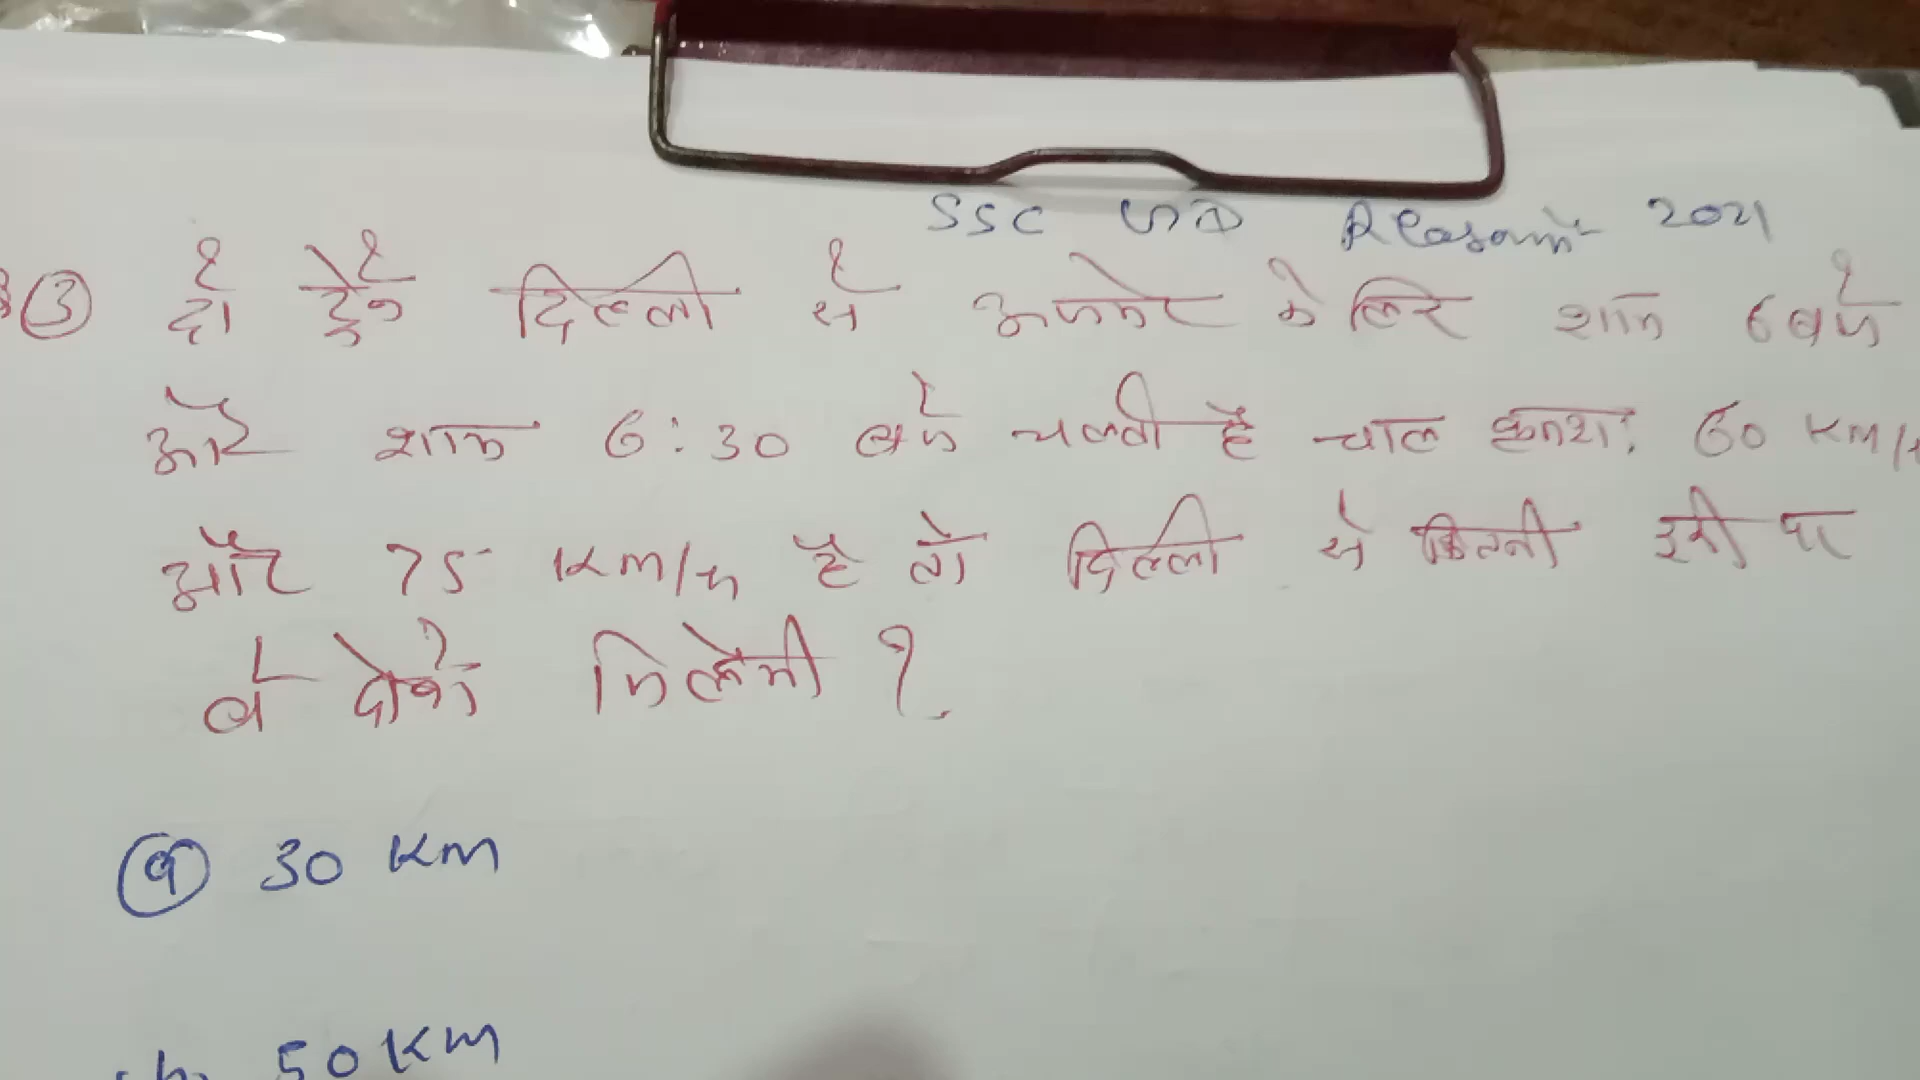 SSC GD Reasoning 2021
③ दो ट्रेन दिल्ली से अजमेर के लिए शाम 6 बजे
और शाम 6:30 बजे चलती है चाल क्रमश: 60 KM/h
और 75 KM/h है तो दिल्ली से कितनी दूरी पर
वे दोनो मिलेगी ?
(a) 30 KM
b. 50 KM